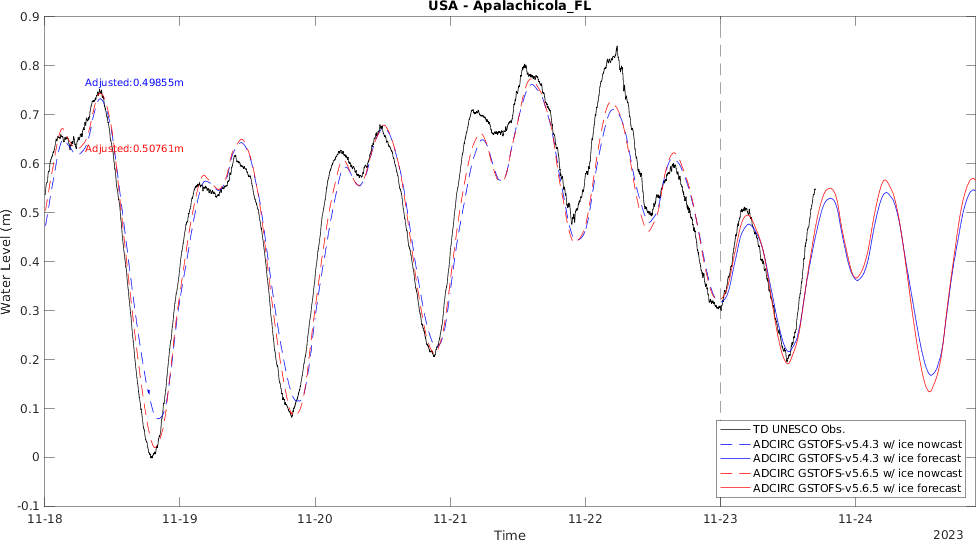 USA - Apalachicola_FL
0.9
0.8
0.7
0.6
0.5
0.4
0.3
0.2
0.1
0
-0.1
Water Level (m)
Adjusted:0.49855m
Adjusted:0.50761m
TD UNESCO Obs.
ADCIRC GSTOFS-v5.4.3 w/ ice nowcast
ADCIRC GSTOFS-v5.4.3 w/ ice forecast
ADCIRC GSTOFS-v5.6.5 w/ ice nowcast
ADCIRC GSTOFS-v5.6.5 w/ ice forecast
11-18 11-19 11-20 11-21 11-22 11-23 11-24
Time
2023